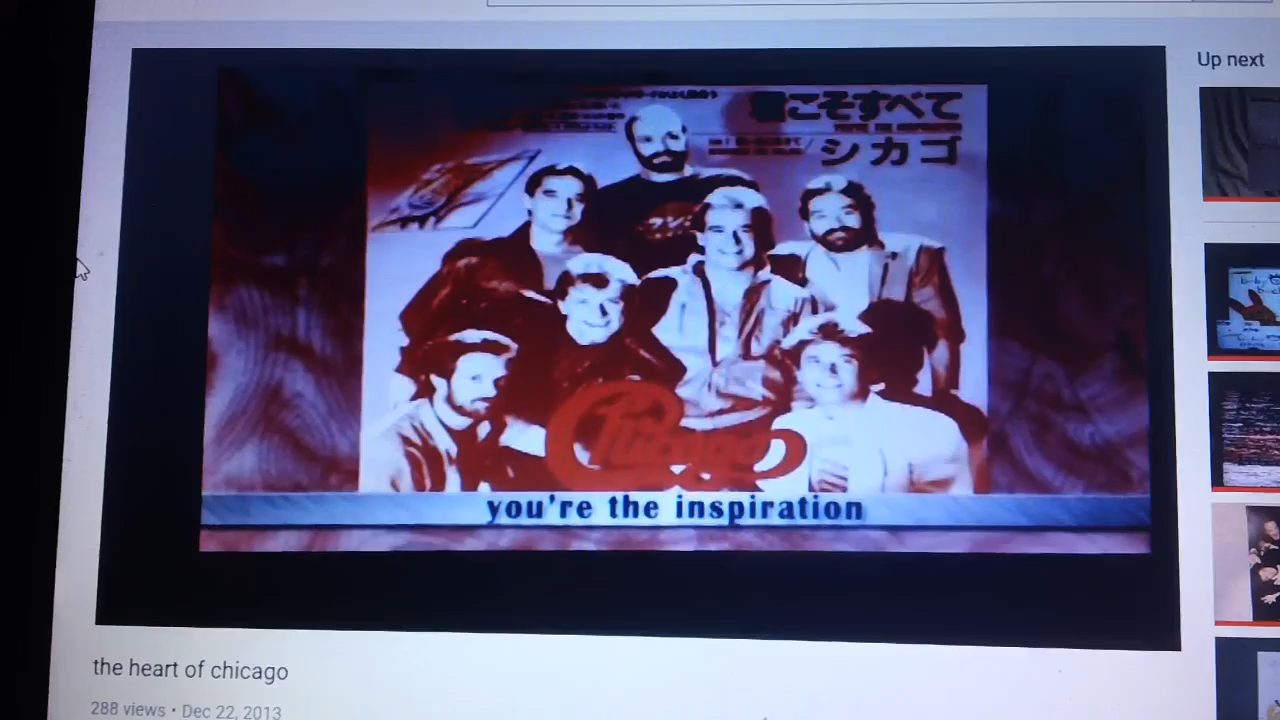 Up next
君こそすべて
シカゴ
Chicago
you're the inspiration
the heart of chicago
288 views • Dec 22, 2013